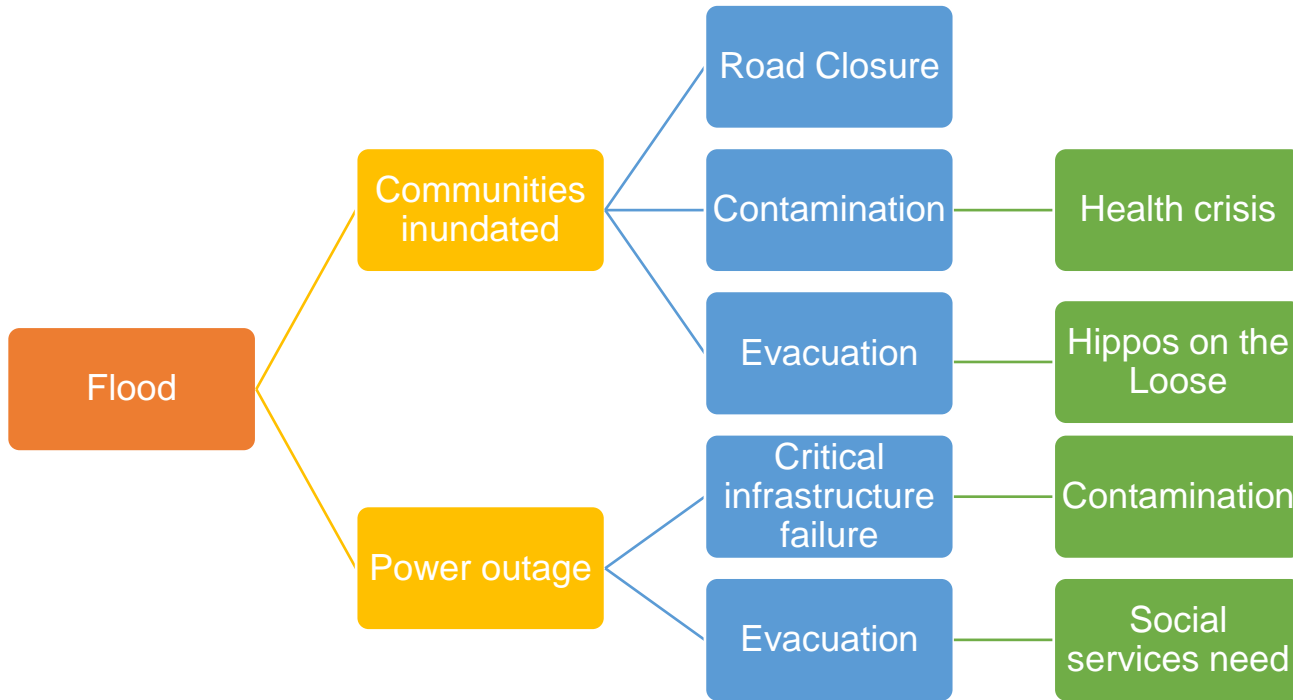 Flood
Communities
inundated
Power outage
Road Closure
Contamination
Evacuation
Critical
infrastructure
failure
Evacuation
Health crisis
Hippos on the
Loose
Contamination
Social
services need